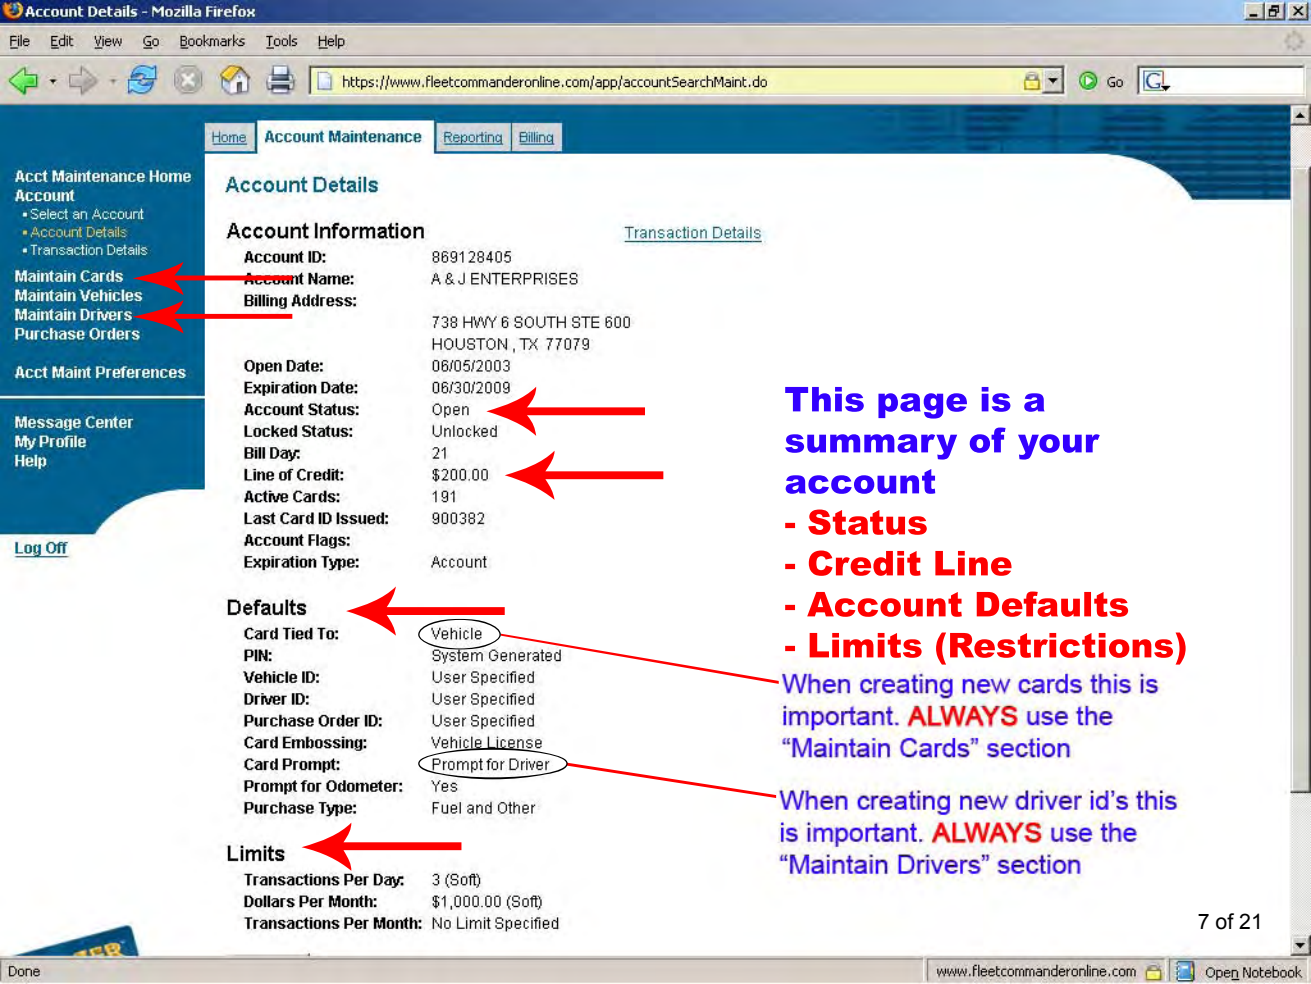 Account Details - Mozilla Firefox
File Edit View Go Bookmarks Tools Help
https://www.fleetcommanderonline.com/app/accountSearchMaint.do
Go
G
Home Account Maintenance Reporting Billing
Acct Maintenance Home
Account
• Select an Account
• Account Details
• Transaction Details
Maintain Cards
Maintain Vehicles
Maintain Drivers
Purchase Orders
Acct Maint Preferences
Message Center
My Profile
Help
Log Off
Account Details
Account Information Transaction Details
Account ID: 869128405
Account Name: A & J ENTERPRISES
Billing Address:
738 HWY 6 SOUTH STE 600
HOUSTON , TX 77079
Open Date: 06/05/2003
Expiration Date: 06/30/2009
Account Status: Open
Locked Status: Unlocked
Bill Day: 21
Line of Credit: $200.00
Active Cards: 191
Last Card ID Issued: 900382
Account Flags:
Expiration Type: Account
Defaults
Card Tied To: Vehicle
PIN: System Generated
Vehicle ID: User Specified
Driver ID: User Specified
Purchase Order ID: User Specified
Card Embossing: Vehicle License
Card Prompt: Prompt for Driver
Prompt for Odometer: Yes
Purchase Type: Fuel and Other
Limits
Transactions Per Day: 3 (Soft)
Dollars Per Month: $1,000.00 (Soft)
Transactions Per Month: No Limit Specified
This page is a
summary of your
account
- Status
- Credit Line
- Account Defaults
- Limits (Restrictions)
When creating new cards this is
important. ALWAYS use the
“Maintain Cards” section
When creating new driver id's this
is important. ALWAYS use the
“Maintain Drivers” section
7 of 21
Done
www.fleetcommanderonline.com
Open Notebook